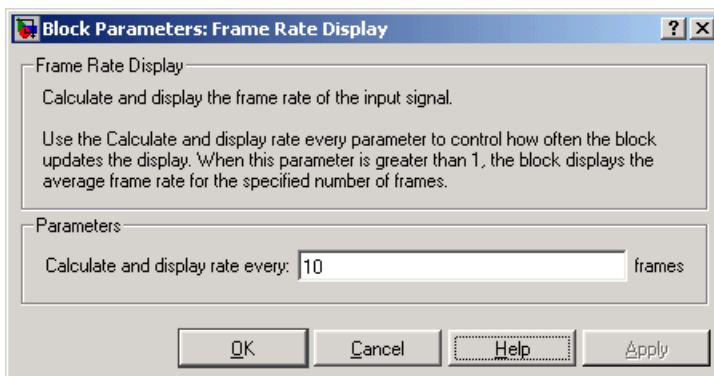 Block Parameters: Frame Rate Display
Frame Rate Display
Calculate and display the frame rate of the input signal.
Use the Calculate and display rate every parameter to control how often the block
updates the display. When this parameter is greater than 1, the block displays the
average frame rate for the specified number of frames.
Parameters
Calculate and display rate every: 10 frames
OK Cancel Help Apply